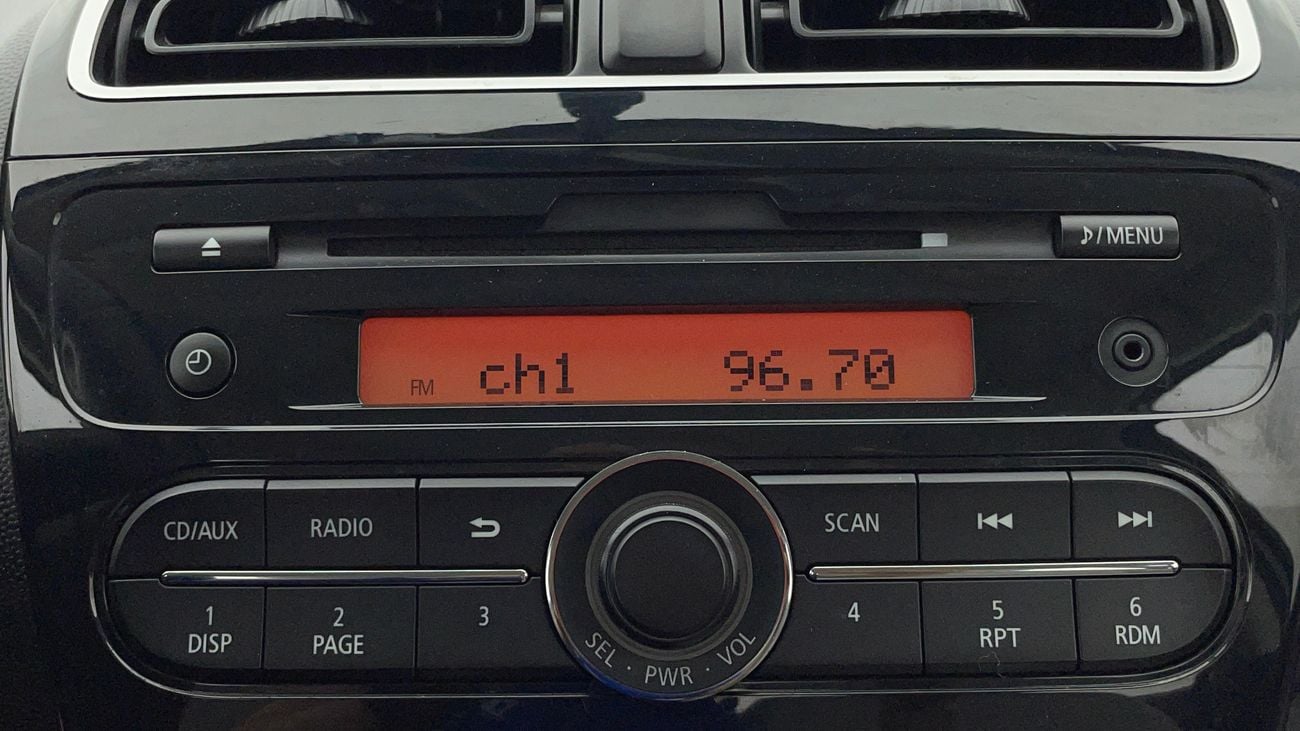 ♪/MENU
FM ch1 96.70
CD/AUX RADIO SCAN
1 2 3 4 5 6
DISP PAGE RPT RDM
SEL · PWR · VOL